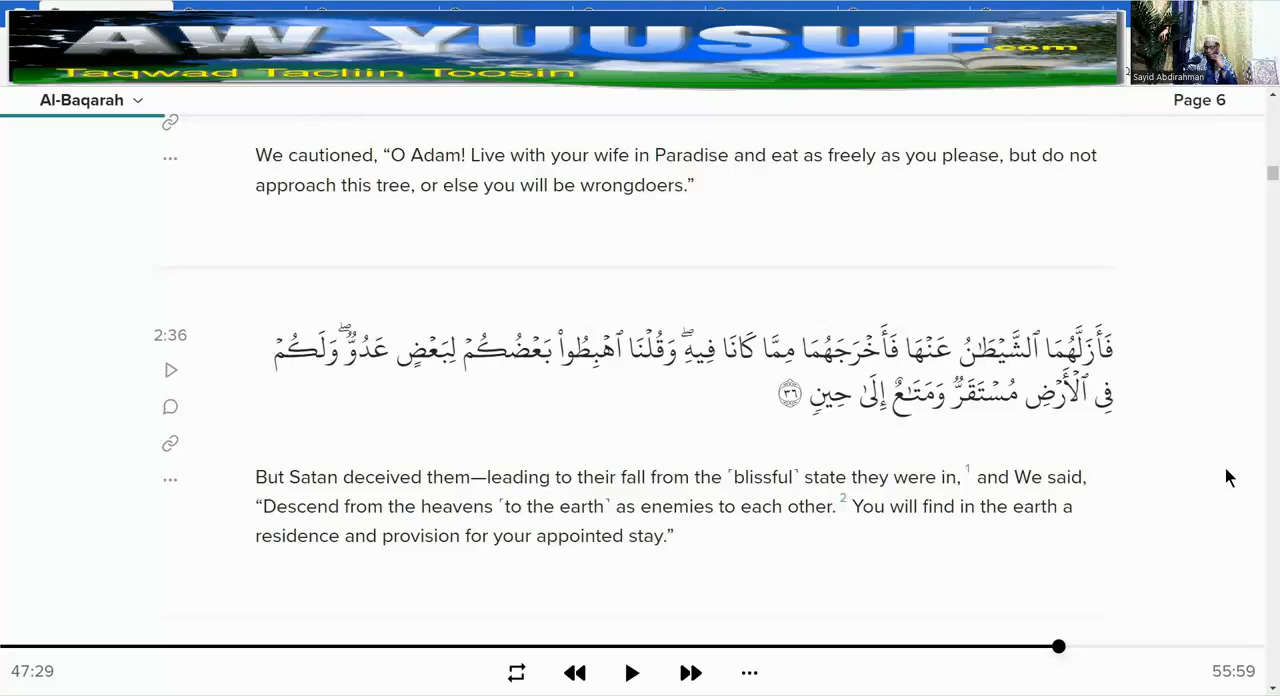 AW YUUSUF.com
Taqwad Tacliin Toosin
Sayid Abdirahman
Al-Baqarah
Page 6
We cautioned, “O Adam! Live with your wife in Paradise and eat as freely as you please, but do not
approach this tree, or else you will be wrongdoers.”
2:36
فَأَزَلَّهُمَا ٱلشَّيْطَـٰنُ عَنْهَا فَأَخْرَجَهُمَا مِمَّا كَانَا فِيهِ ۖ وَقُلْنَا ٱهْبِطُوا۟ بَعْضُكُمْ لِبَعْضٍ عَدُوٌّۭ ۖ وَلَكُمْ
فِى ٱلْأَرْضِ مُسْتَقَرٌّۭ وَمَتَـٰعٌ إِلَىٰ حِينٍۢ ٣٦
But Satan deceived them—leading to their fall from the ˹blissful˺ state they were in,1 and We said,
“Descend from the heavens ˹to the earth˺ as enemies to each other.2 You will find in the earth a
residence and provision for your appointed stay.”
47:29
55:59